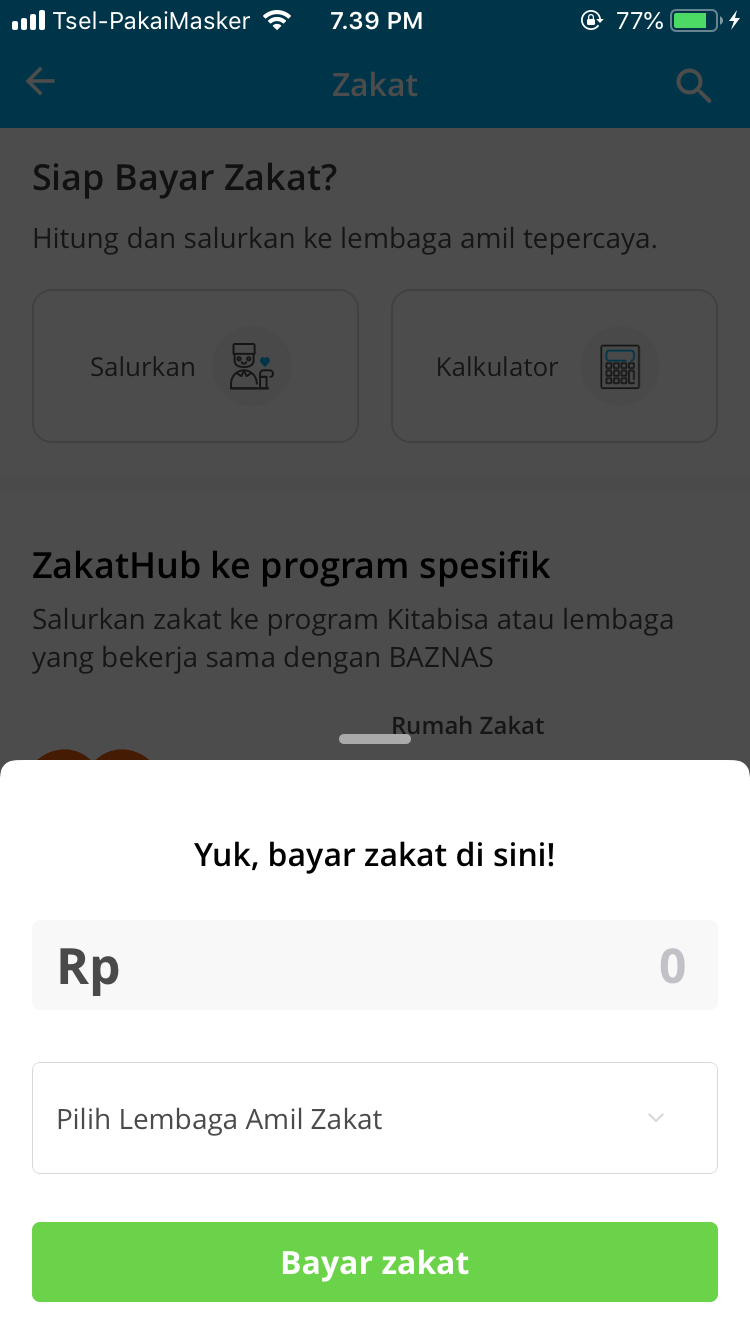 Tsel-PakaiMasker 7.39 PM 77%
Zakat
Siap Bayar Zakat?
Hitung dan salurkan ke lembaga amil tepercaya.
Salurkan Kalkulator
ZakatHub ke program spesifik
Salurkan zakat ke program Kitabisa atau lembaga
yang bekerja sama dengan BAZNAS
Rumah Zakat
Yuk, bayar zakat di sini!
Rp 0
Pilih Lembaga Amil Zakat
Bayar zakat